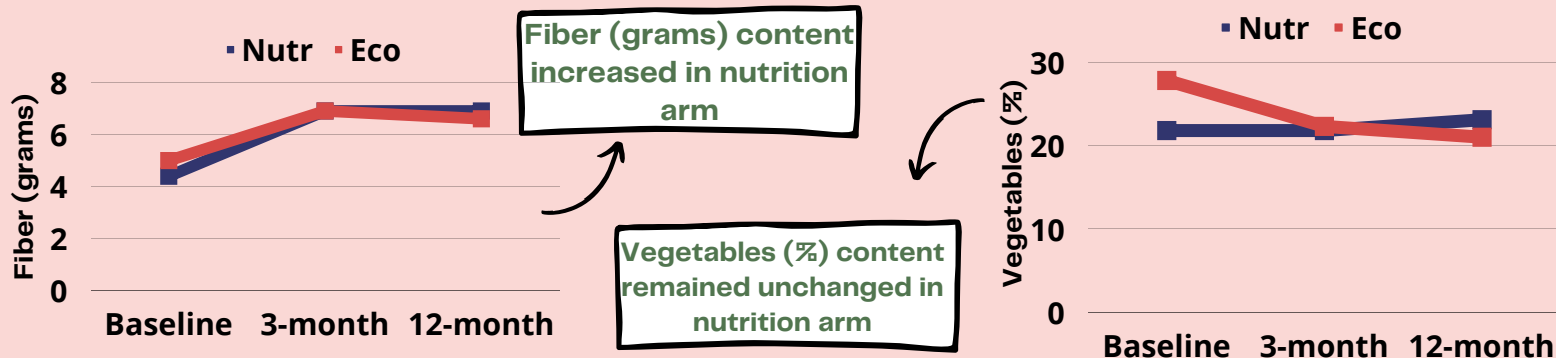 Nutr Eco
Fiber (grams)
8
6
4
2
0
Baseline 3-month 12-month
Fiber (grams) content
increased in nutrition
arm
Vegetables (%) content
remained unchanged in
nutrition arm
Nutr Eco
Vegetables (%)
30
20
10
0
Baseline 3-month 12-month